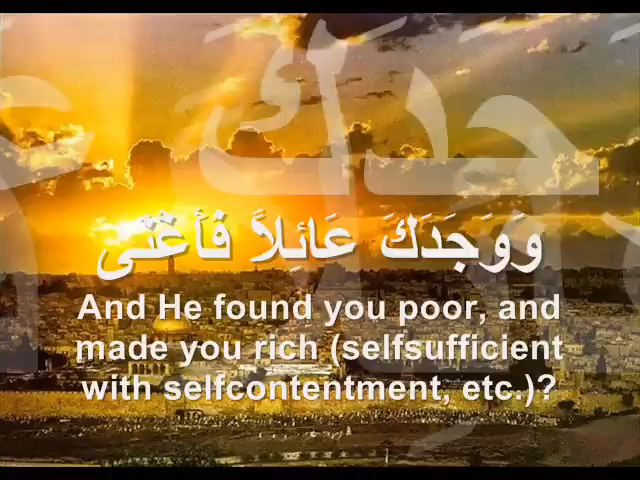 وَوَجَدَكَ عَائِلاً فَأَغْنَى
And He found you poor, and
made you rich (selfsufficient
with selfcontentment, etc.)?